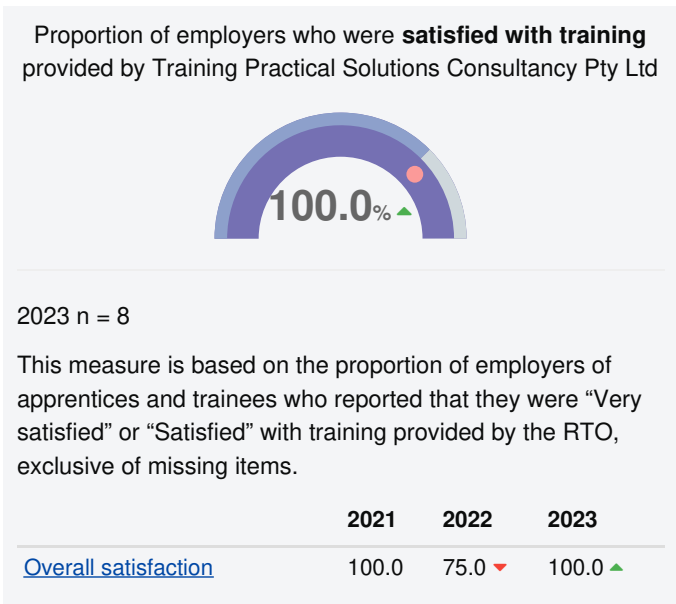 Proportion of employers who were satisfied with training
provided by Training Practical Solutions Consultancy Pty Ltd
100.0%
2023 n = 8
This measure is based on the proportion of employers of
apprentices and trainees who reported that they were “Very
satisfied” or “Satisfied” with training provided by the RTO,
exclusive of missing items.
2021 2022 2023
Overall satisfaction 100.0 75.0 100.0